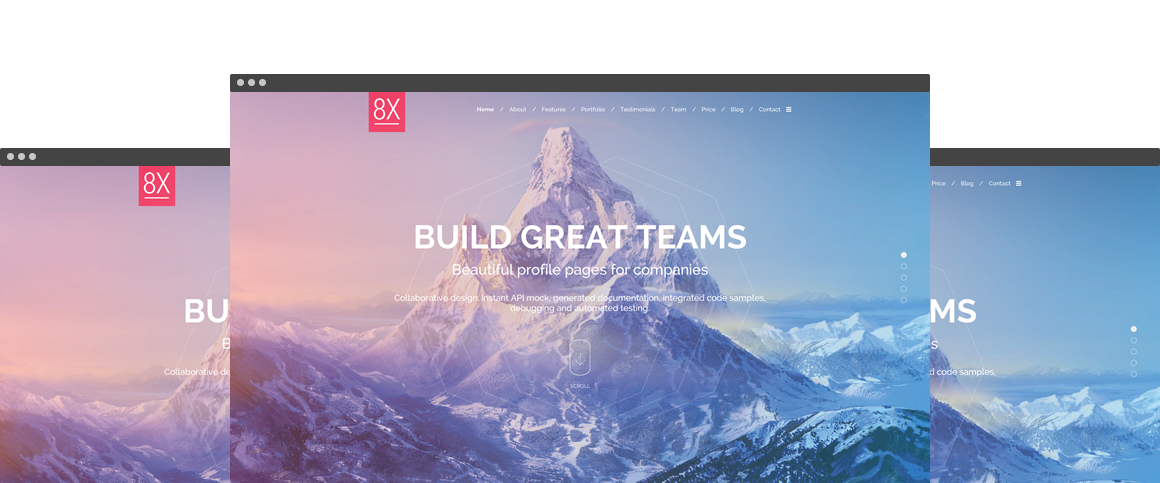 8X
Home / About / Features / Portfolio / Testimonials / Team / Price / Blog / Contact
BUILD GREAT TEAMS
Beautiful profile pages for companies
Collaborative design, instant API mock, generated documentation, integrated code samples,
debugging and automated testing
SCROLL
8X
BU
B
Collaborative de
Price / Blog / Contact
MS
s
d code samples,